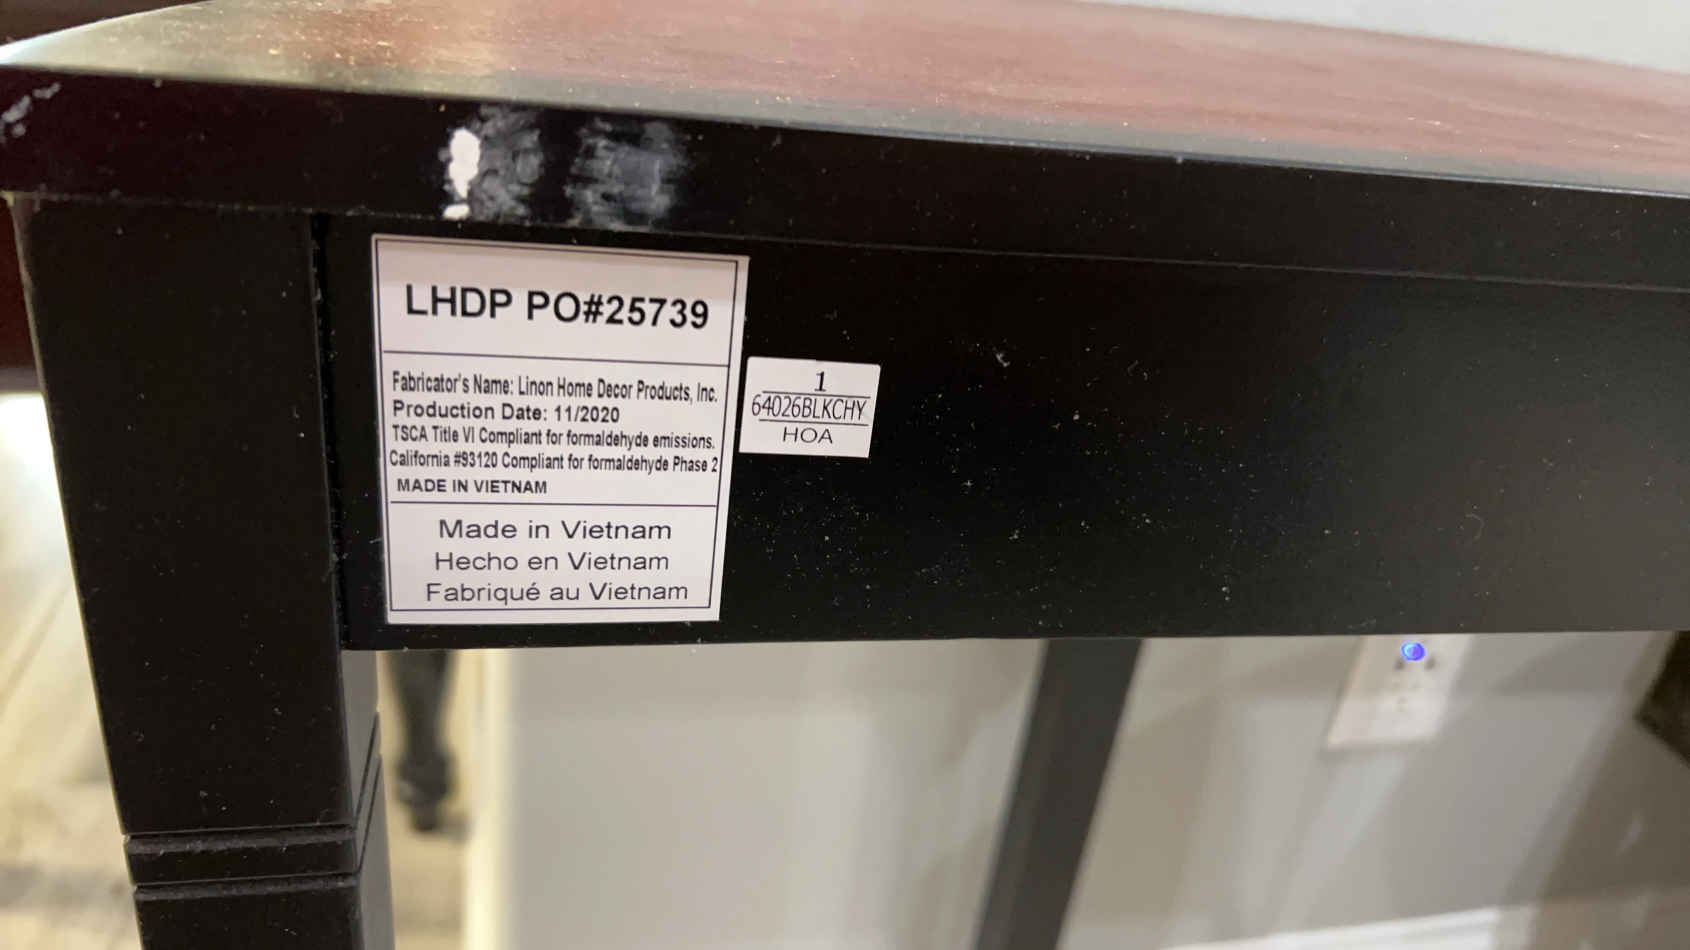 LHDP PO#25739
Fabricator's Name: Linon Home Decor Products, Inc.
Production Date: 11/2020
TSCA Title VI Compliant for formaldehyde emissions.
California #93120 Compliant for formaldehyde Phase 2
MADE IN VIETNAM
Made in Vietnam
Hecho en Vietnam
Fabriqué au Vietnam
1
64026BLKCHY
HOA